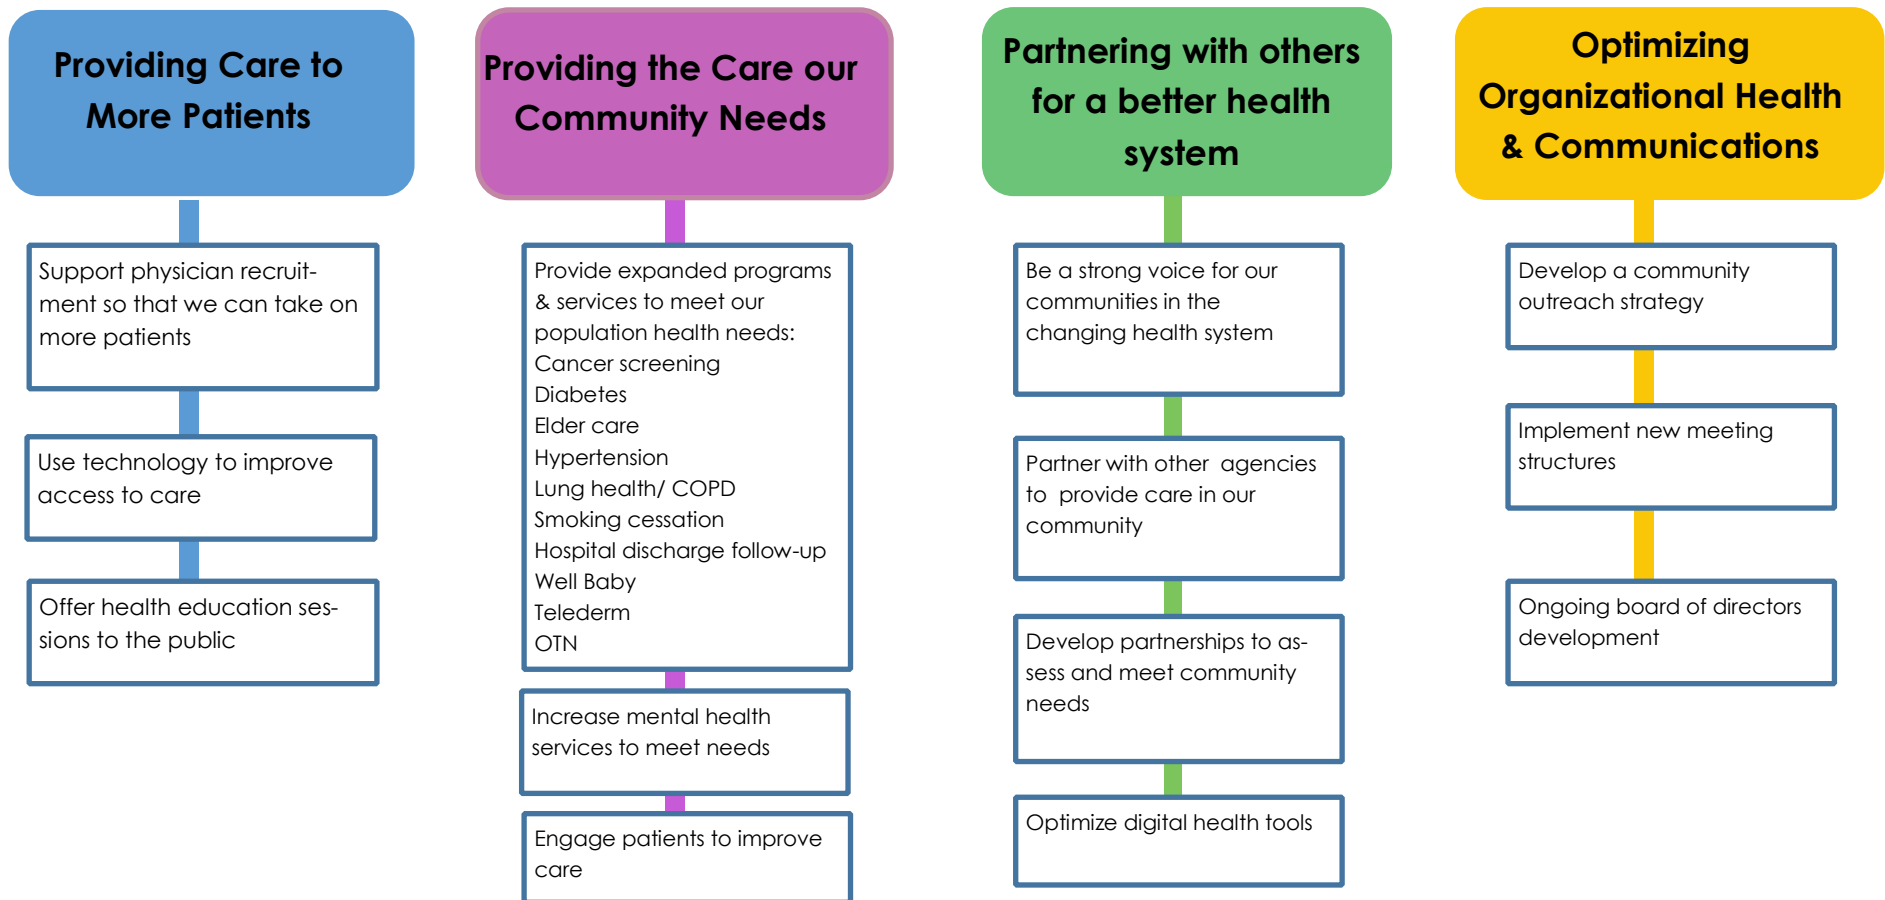 Providing Care to
More Patients
Support physician recruit-
ment so that we can take on
more patients
Use technology to improve
access to care
Offer health education ses-
sions to the public
Providing the Care our
Community Needs
Provide expanded programs
& services to meet our
population health needs:
Cancer screening
Diabetes
Elder care
Hypertension
Lung health/ COPD
Smoking cessation
Hospital discharge follow-up
Well Baby
Telederm
OTN
Increase mental health
services to meet needs
Engage patients to improve
care
Partnering with others
for a better health
system
Be a strong voice for our
communities in the
changing health system
Partner with other  agencies
to  provide care in our
community
Develop partnerships to as-
sess and meet community
needs
Optimize digital health tools
Optimizing
Organizational Health
& Communications
Develop a community
outreach strategy
Implement new meeting
structures
Ongoing board of directors
development